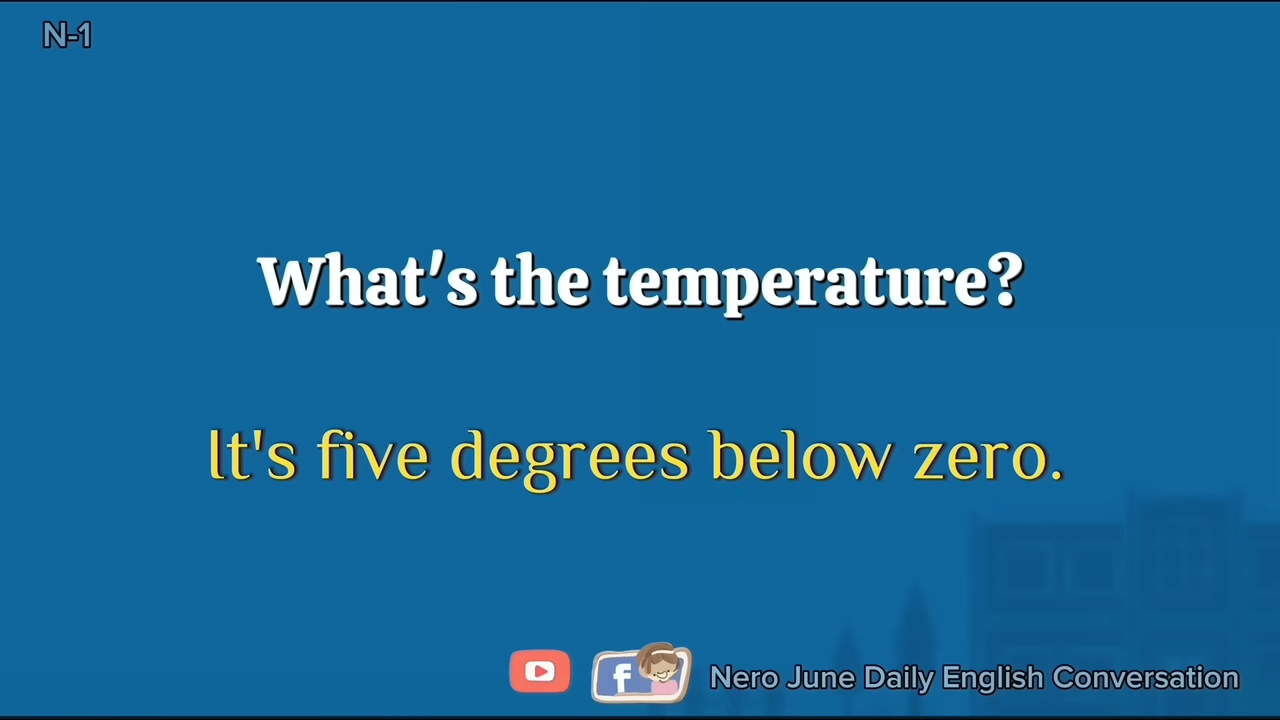 N-1
What's the temperature?
It's five degrees below zero.
f
Nero June Daily English Conversation